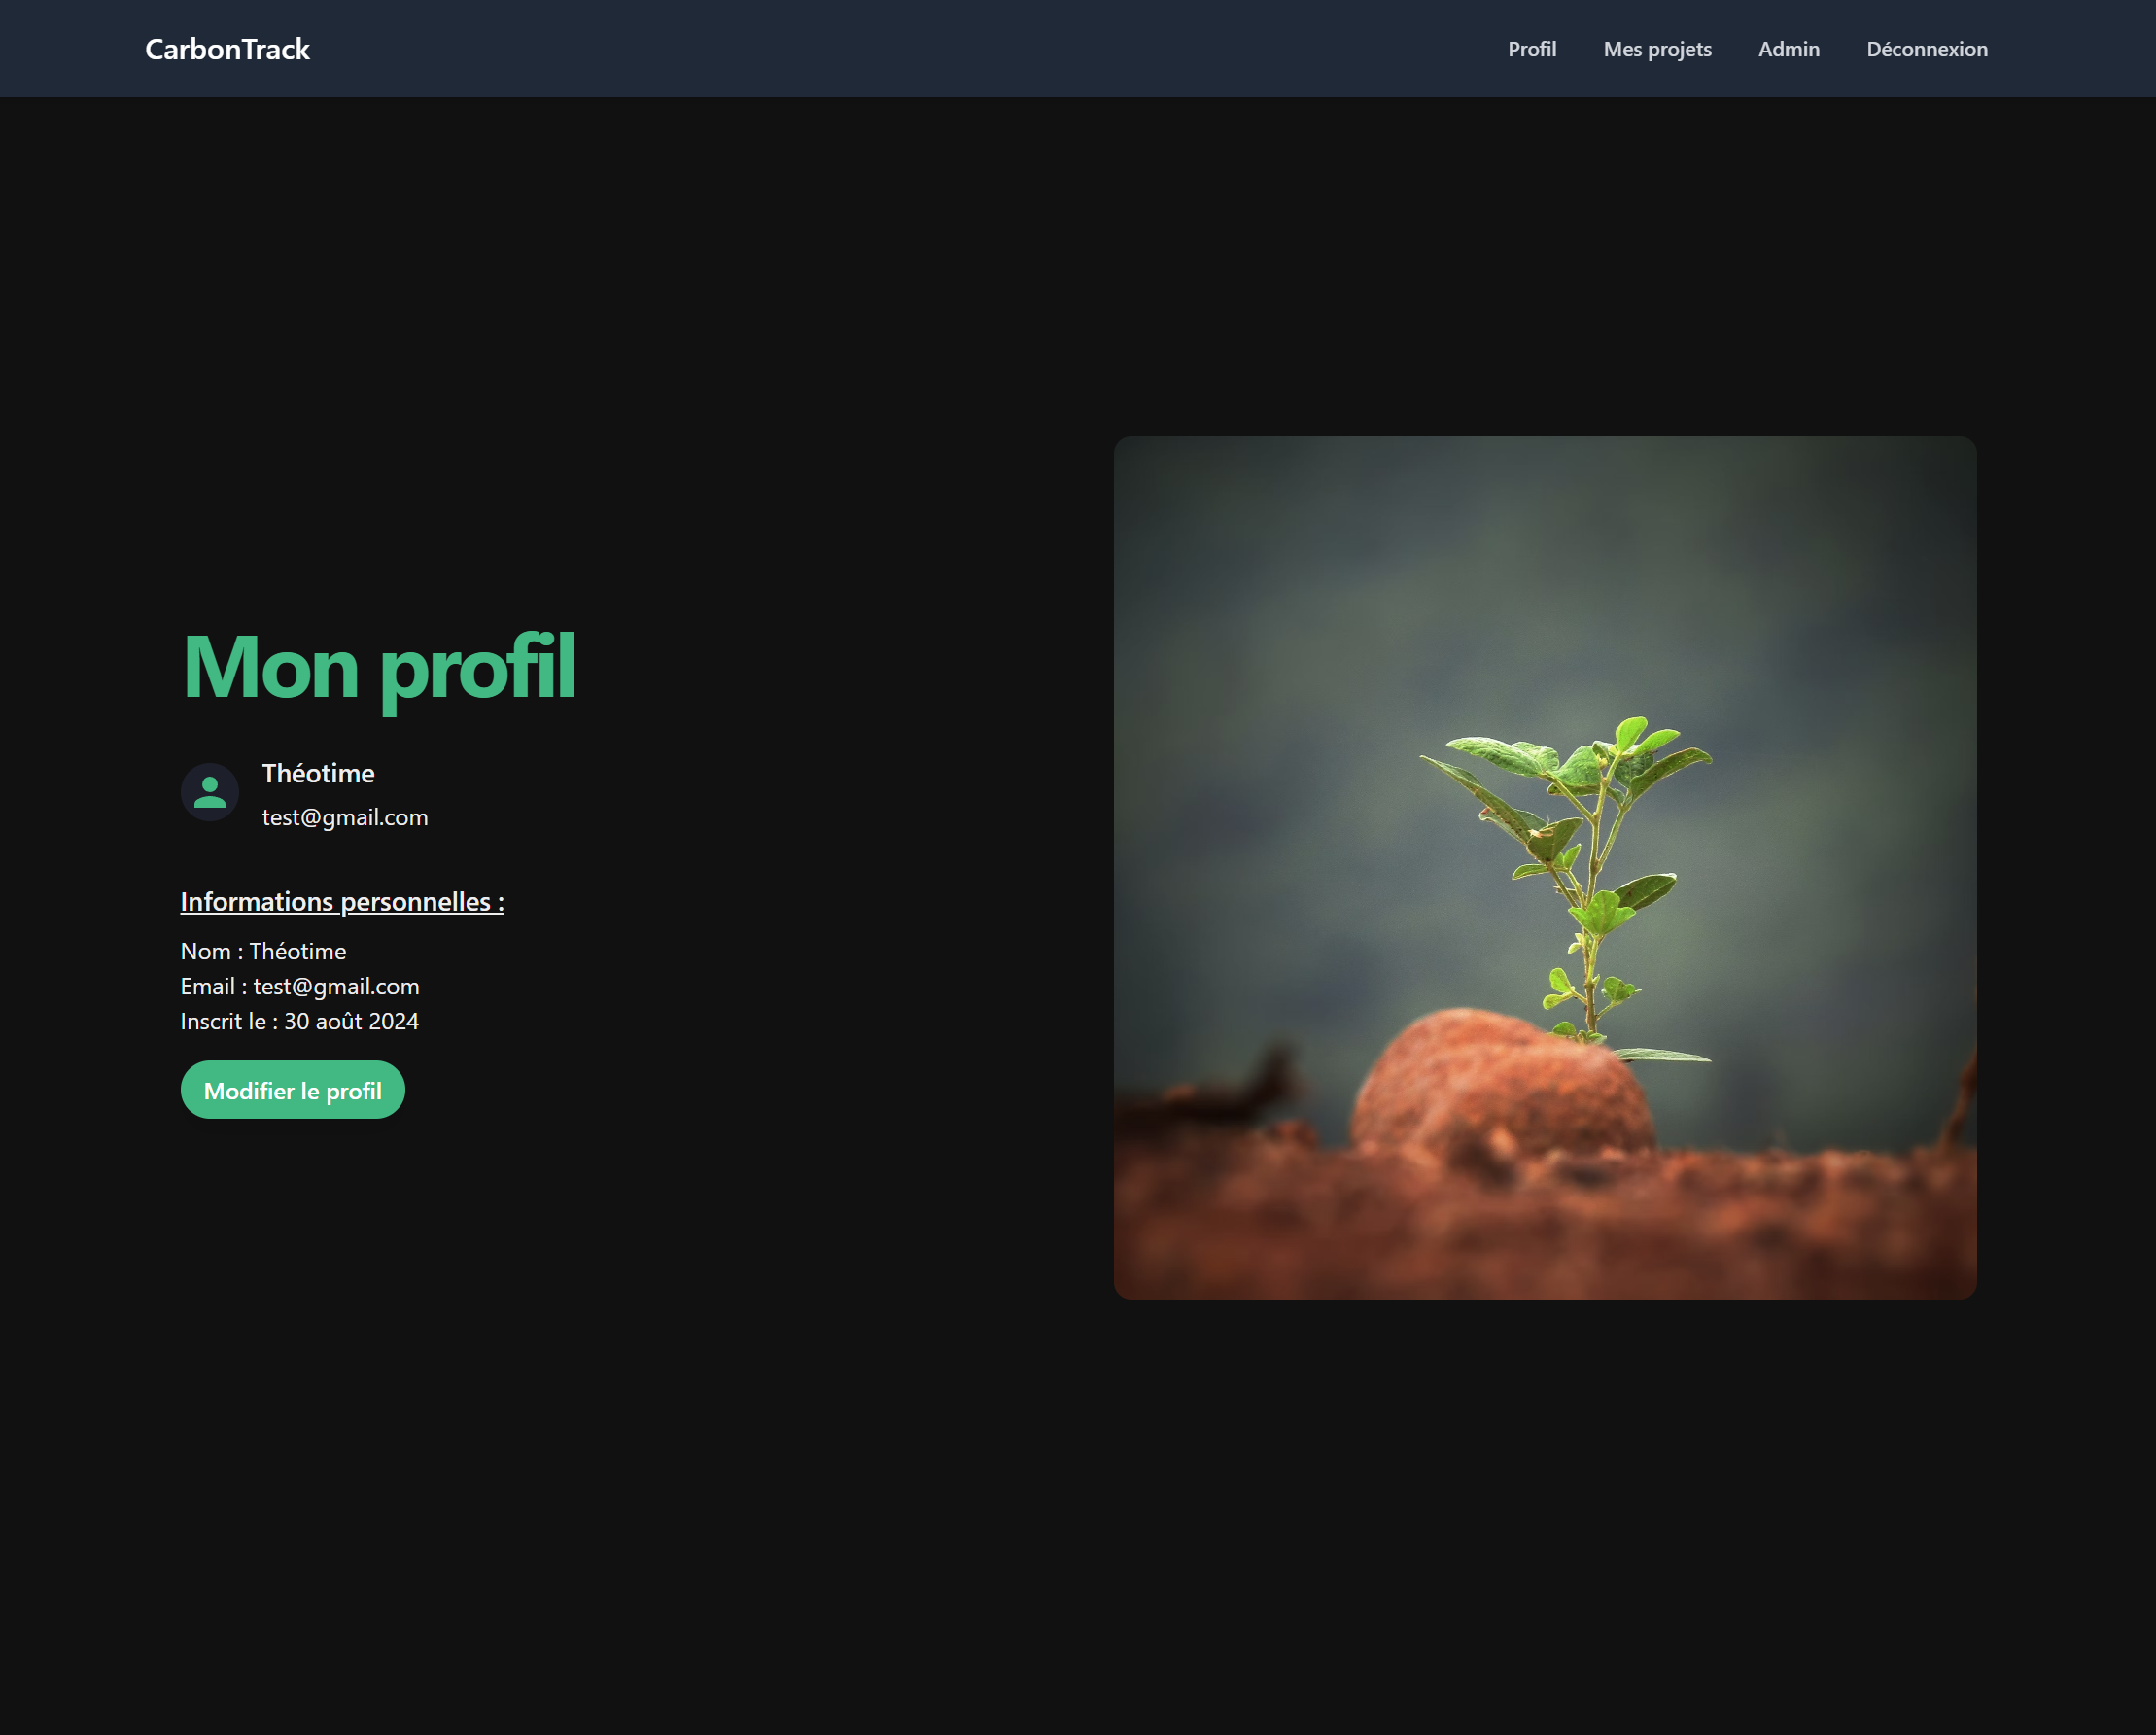 CarbonTrack
Profil
Mes projets
Admin
Déconnexion
Mon profil
Théotime
test@gmail.com
Informations personnelles :
Nom : Théotime
Email : test@gmail.com
Inscrit le : 30 août 2024
Modifier le profil